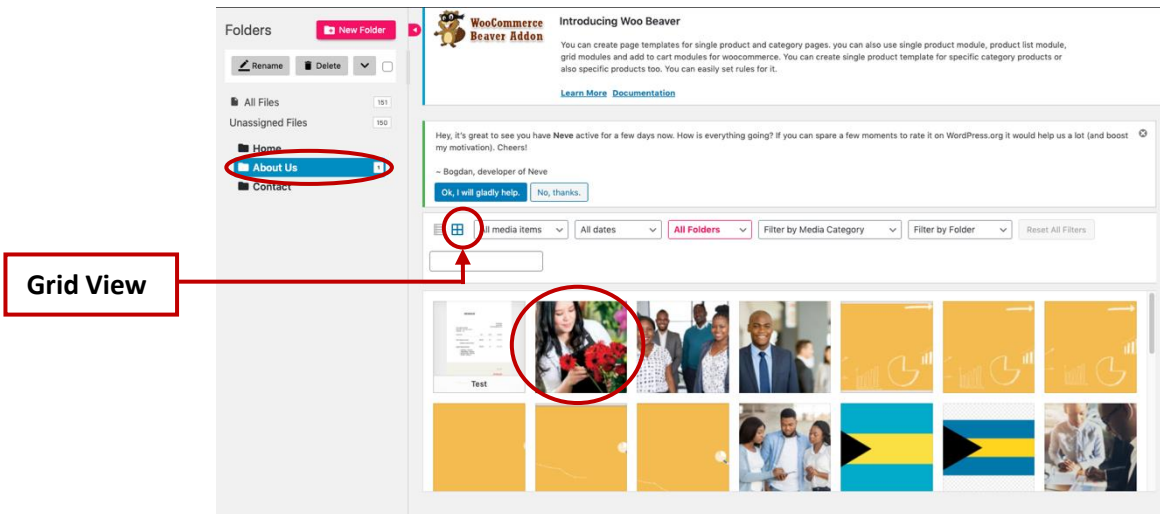 Folders
New Folder
Rename
Delete
All Files
151
Unassigned Files
150
Home
About Us
1
Contact
WooCommerce
Beaver Addon
Introducing Woo Beaver
You can create page templates for single product and category pages. you can also use single product module, product list module,
grid modules and add to cart modules for woocommerce. You can create single product template for specific category products or
also specific products too. You can easily set rules for it.
Learn More Documentation
Hey, it's great to see you have Neve active for a few days now. How is everything going? If you can spare a few moments to rate it on WordPress.org it would help us a lot (and boost
my motivation). Cheers!
~ Bogdan, developer of Neve
Ok, I will gladly help.
No, thanks.
All media items
All dates
All Folders
Filter by Media Category
Filter by Folder
Reset All Filters
Grid View
Test